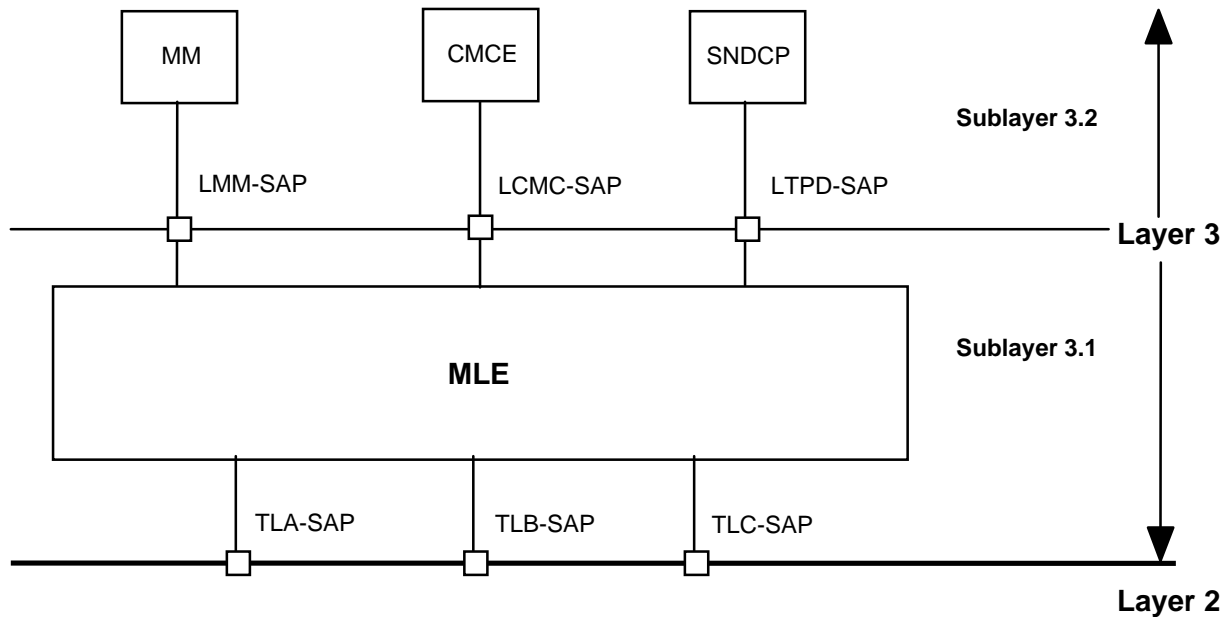 MM
CMCE
SNDCP
Sublayer 3.2
LMM-SAP
LCMC-SAP
LTPD-SAP
Layer 3
Sublayer 3.1
MLE
TLA-SAP
TLB-SAP
TLC-SAP
Layer 2